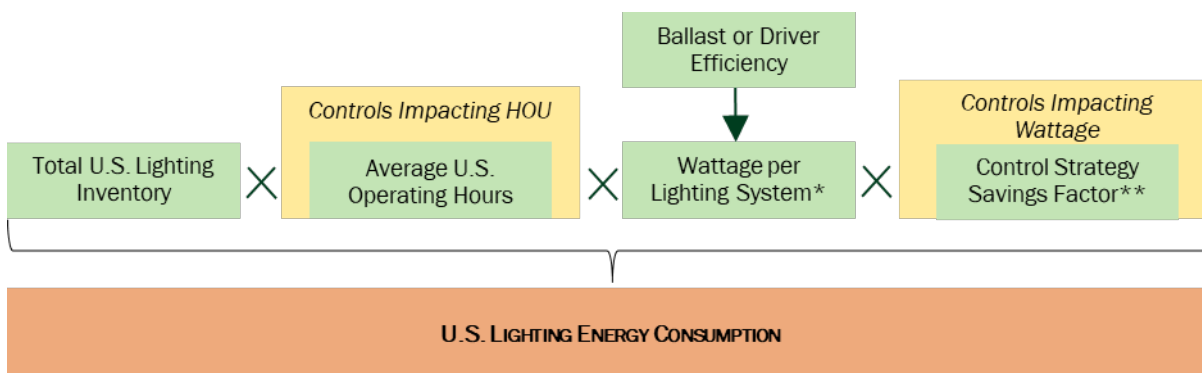 Ballast or Driver
Efficiency
Controls Impacting HOU
Controls Impacting
Wattage
Total U.S. Lighting
Inventory
×
Average U.S.
Operating Hours
×
Wattage per
Lighting System*
×
Control Strategy
Savings Factor**
U.S. LIGHTING ENERGY CONSUMPTION